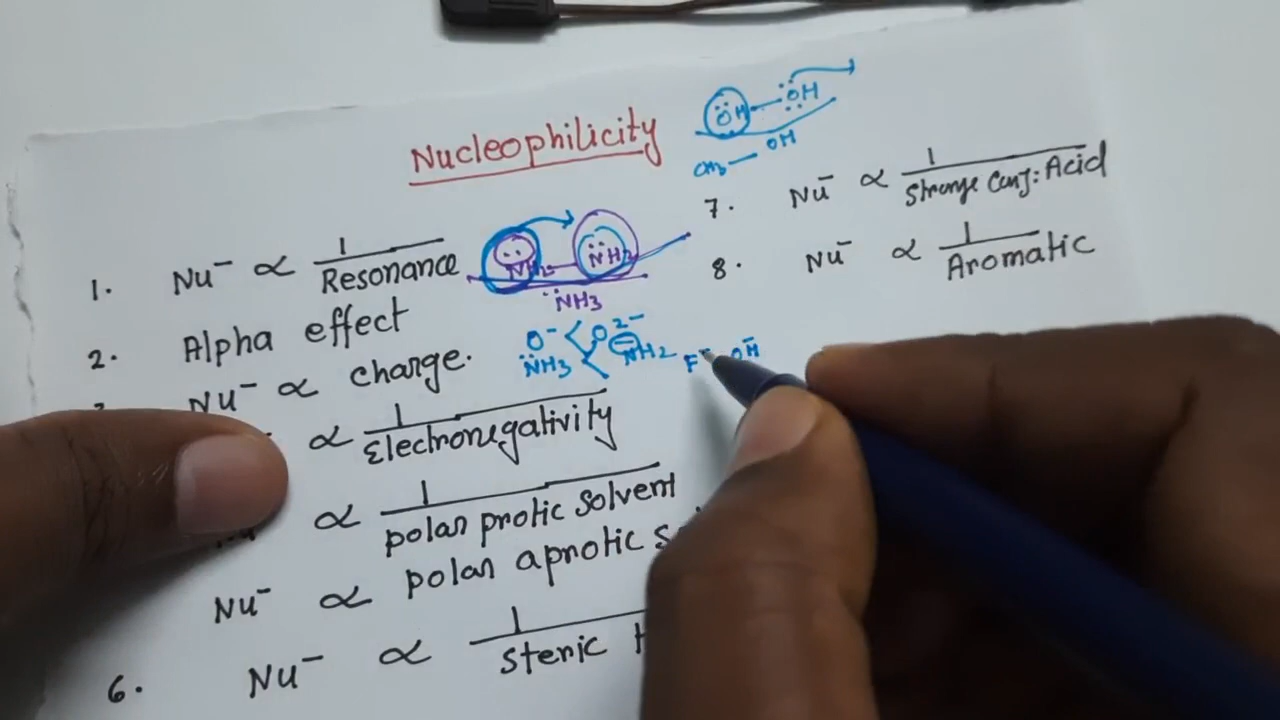 Nucleophilicity
ÖH — ÖH
CH3 — OH
1. Nu⁻ ∝ 1/Resonance
NH2 — NH2
NH3
2. Alpha effect
Nu⁻ ∝ charge.
O⁻ < O²⁻
NH3 < NH2
F⁻ OH⁻
∝ 1/Electronegativity
∝ 1/polar protic solvent
Nu⁻ ∝ polar aprotic
6. Nu⁻ ∝ 1/Steric
7. Nu⁻ ∝ 1/Stronge Conj: Acid
8. Nu⁻ ∝ 1/Aromatic